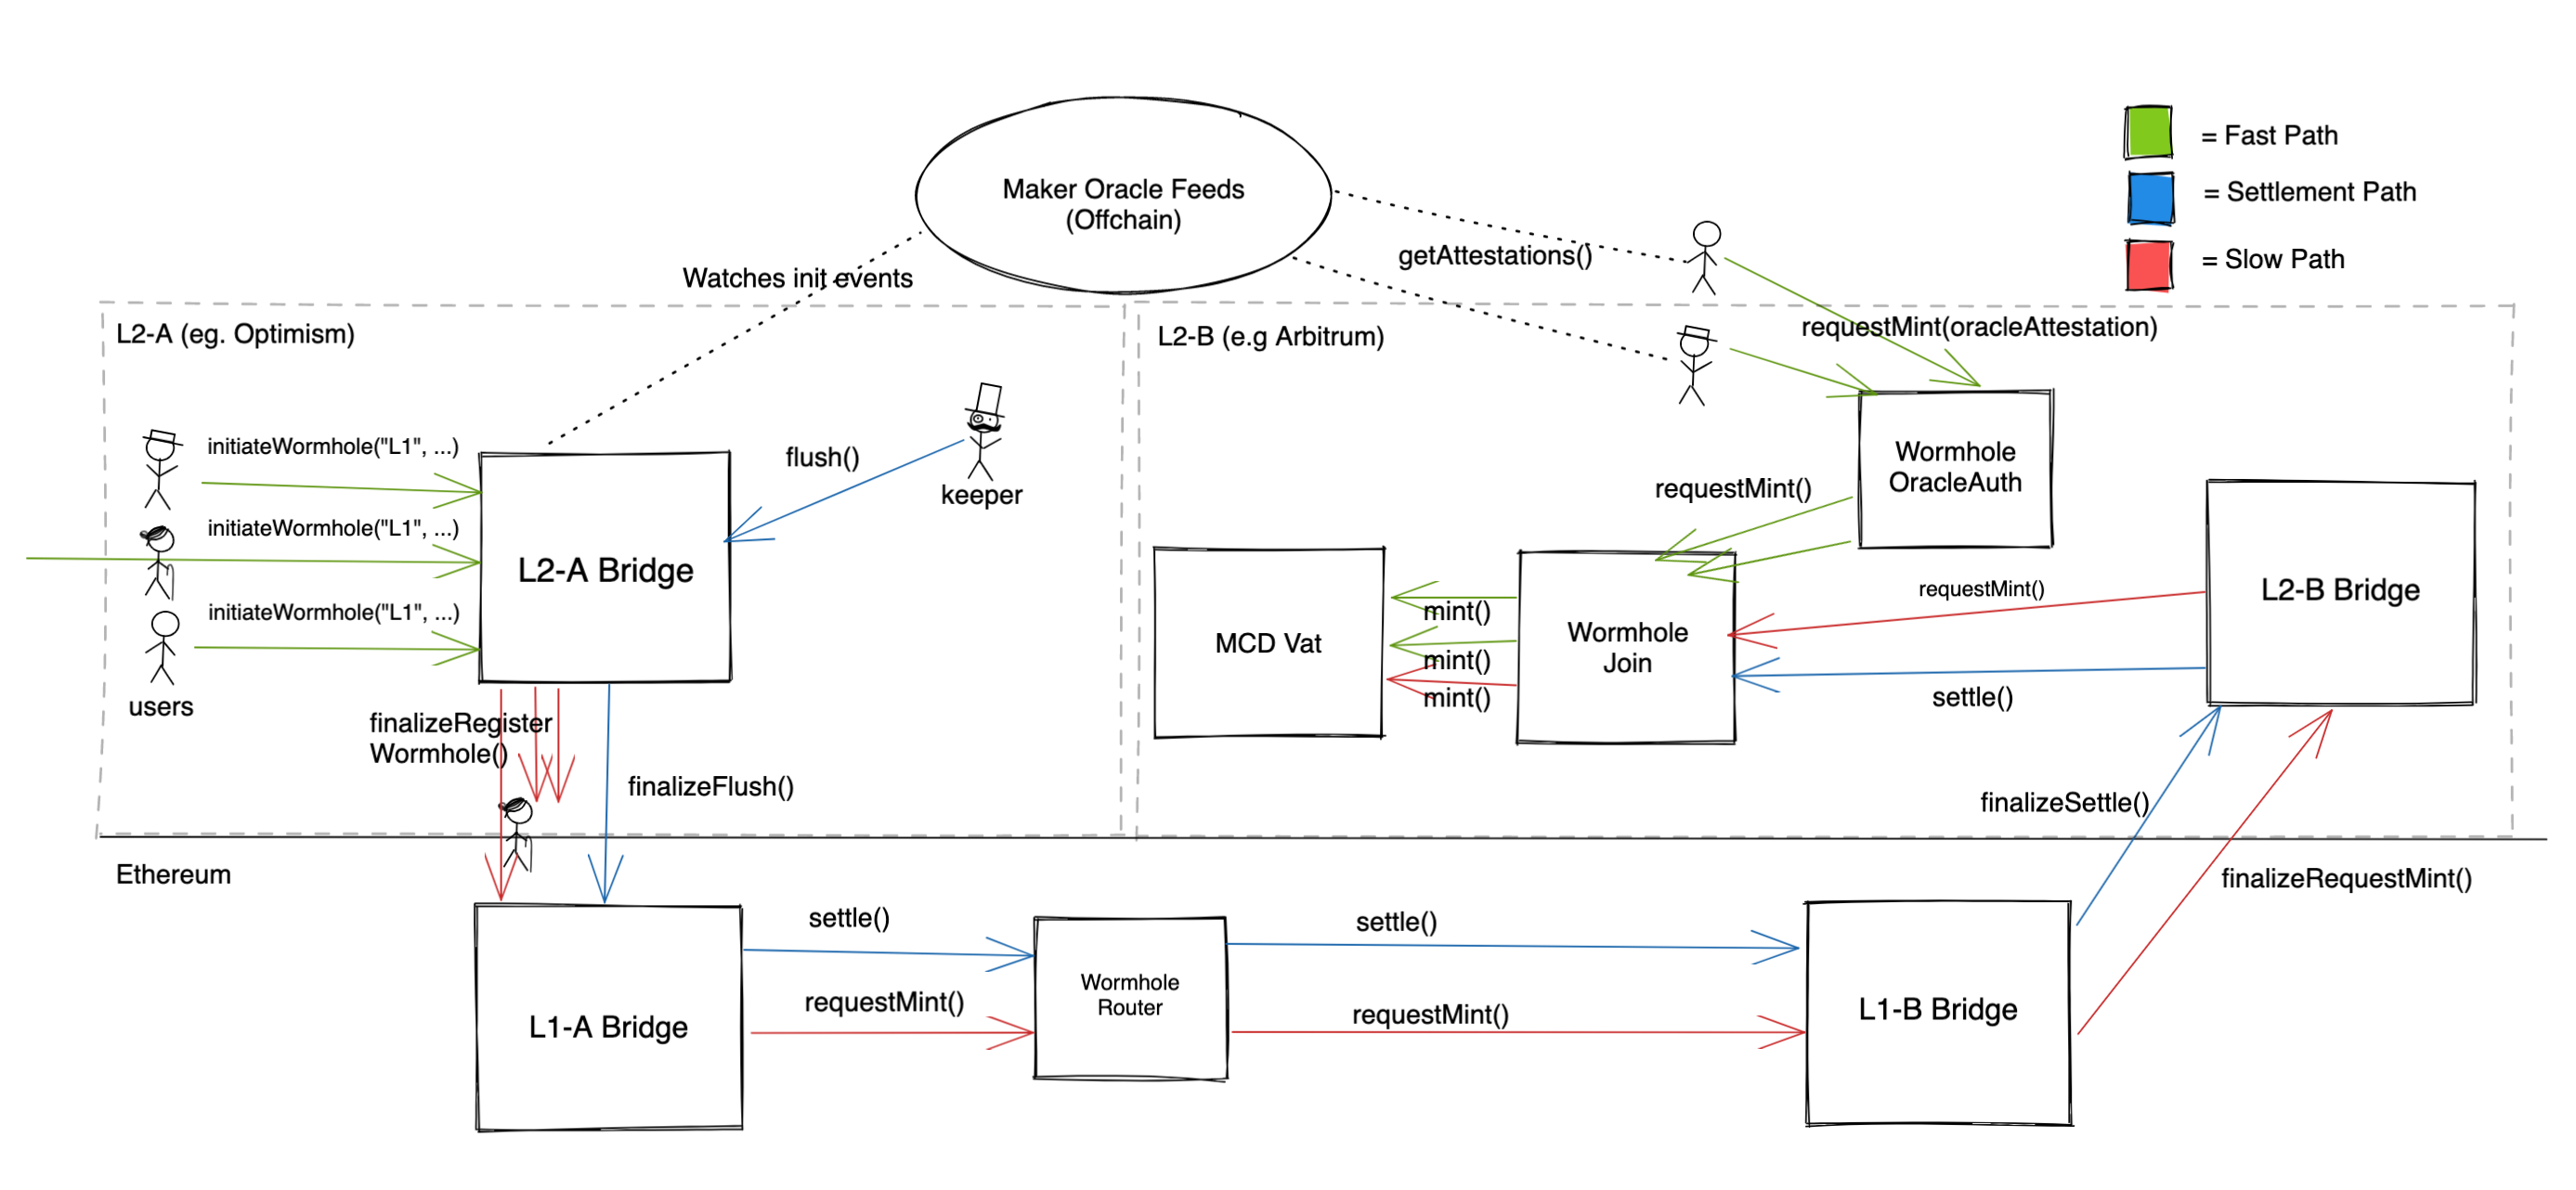 Maker Oracle Feeds
(Offchain)
= Fast Path
= Settlement Path
= Slow Path
getAttestations()
Watches init events
L2-A (eg. Optimism)
L2-B (e.g Arbitrum)
requestMint(oracleAttestation)
initiateWormhole("L1", ...)
initiateWormhole("L1", ...)
initiateWormhole("L1", ...)
users
L2-A Bridge
flush()
keeper
Wormhole
OracleAuth
requestMint()
MCD Vat
mint()
mint()
mint()
Wormhole
Join
requestMint()
settle()
L2-B Bridge
finalizeRegister
Wormhole()
finalizeFlush()
finalizeSettle()
finalizeRequestMint()
Ethereum
L1-A Bridge
settle()
requestMint()
Wormhole
Router
settle()
requestMint()
L1-B Bridge